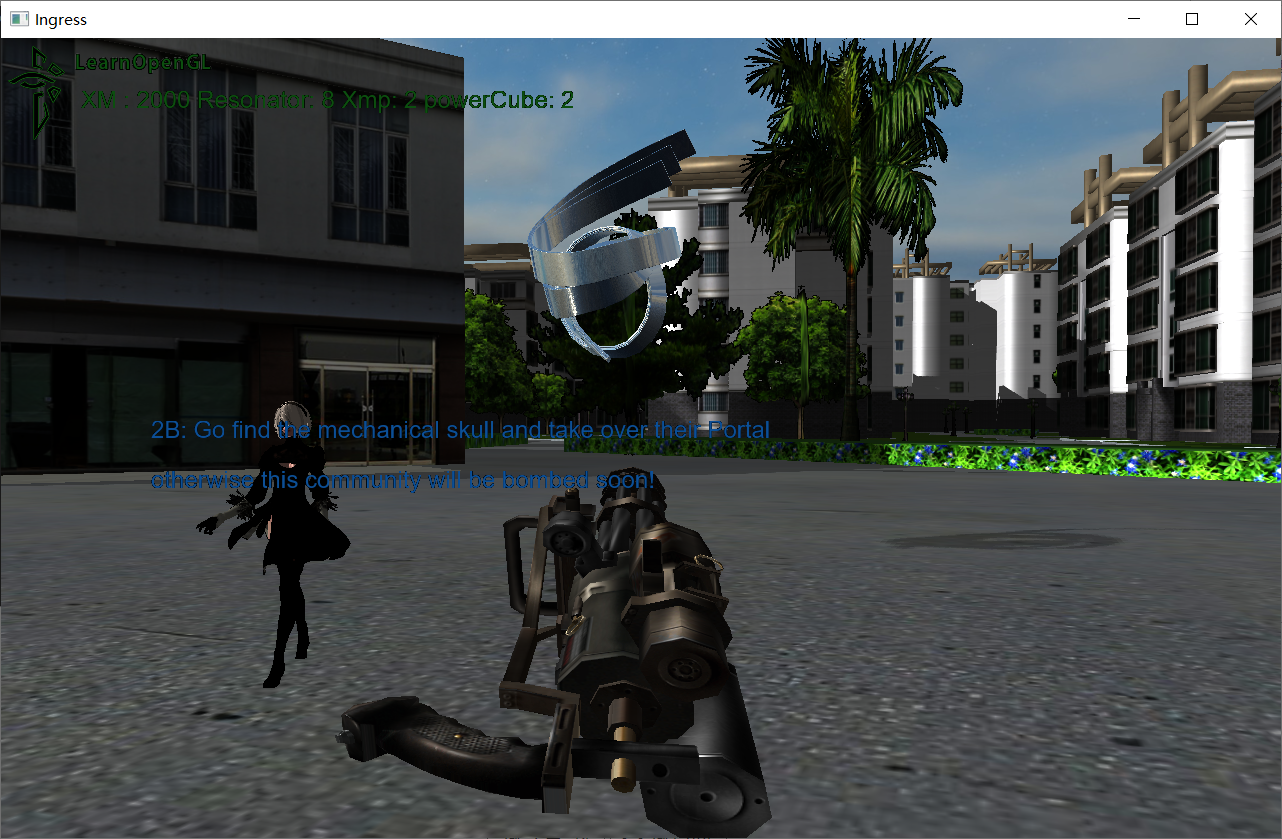 Ingress
LearnOpenGL
XM : 2000 Resonator: 8 Xmp: 2 powerCube: 2
2B: Go find the mechanical skull and take over their Portal
otherwise this community will be bombed soon!